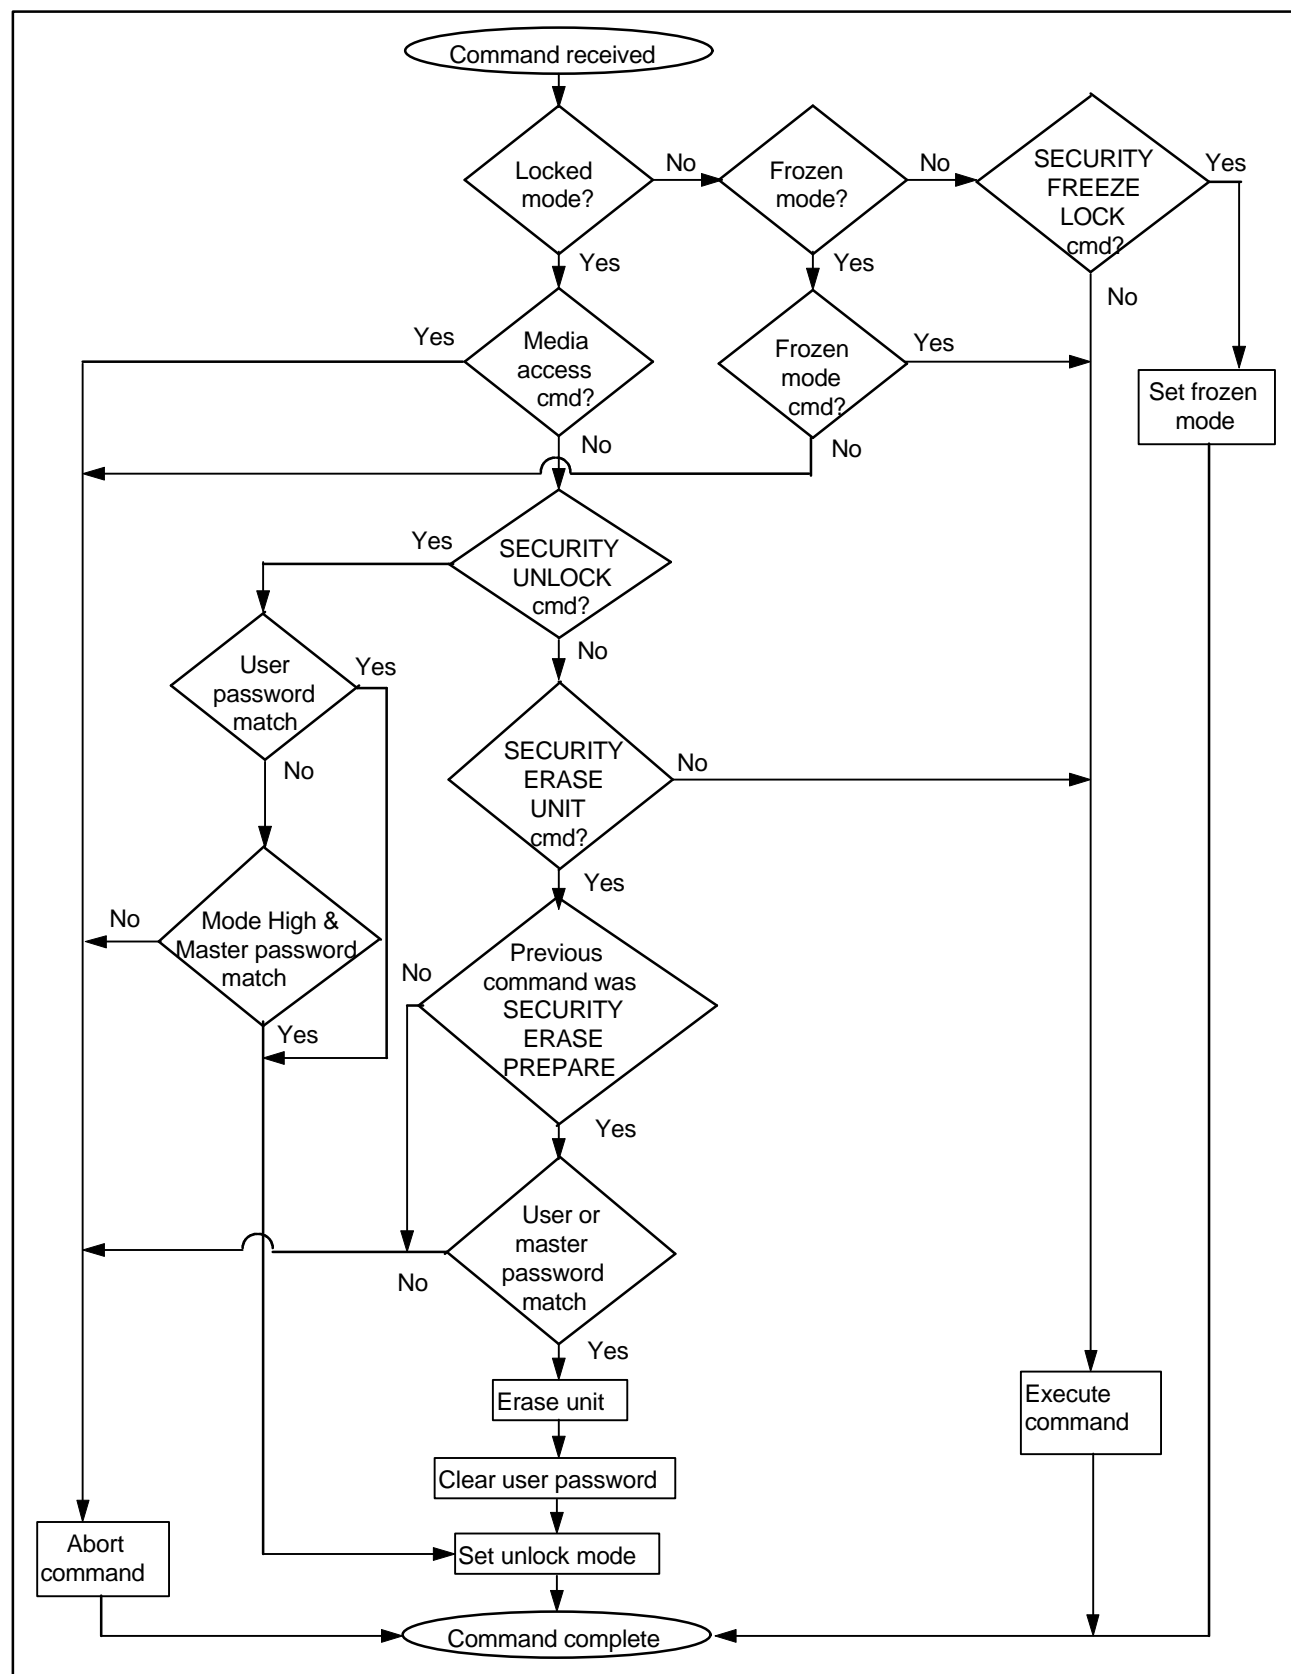 Command received
Locked
mode?
No
Frozen
mode?
No
SECURITY
FREEZE
LOCK
cmd?
Yes
Yes
Yes
No
Yes
Media
access
cmd?
Frozen
mode
cmd?
Yes
Set frozen
mode
No
No
Yes
SECURITY
UNLOCK
cmd?
No
User
password
match
Yes
No
SECURITY
ERASE
UNIT
cmd?
No
Yes
No
Mode High &
Master password
match
Yes
No
Previous
command was
SECURITY
ERASE
PREPARE
Yes
User or
master
password
match
No
Yes
Erase unit
Execute
command
Clear user password
Abort
command
Set unlock mode
Command complete